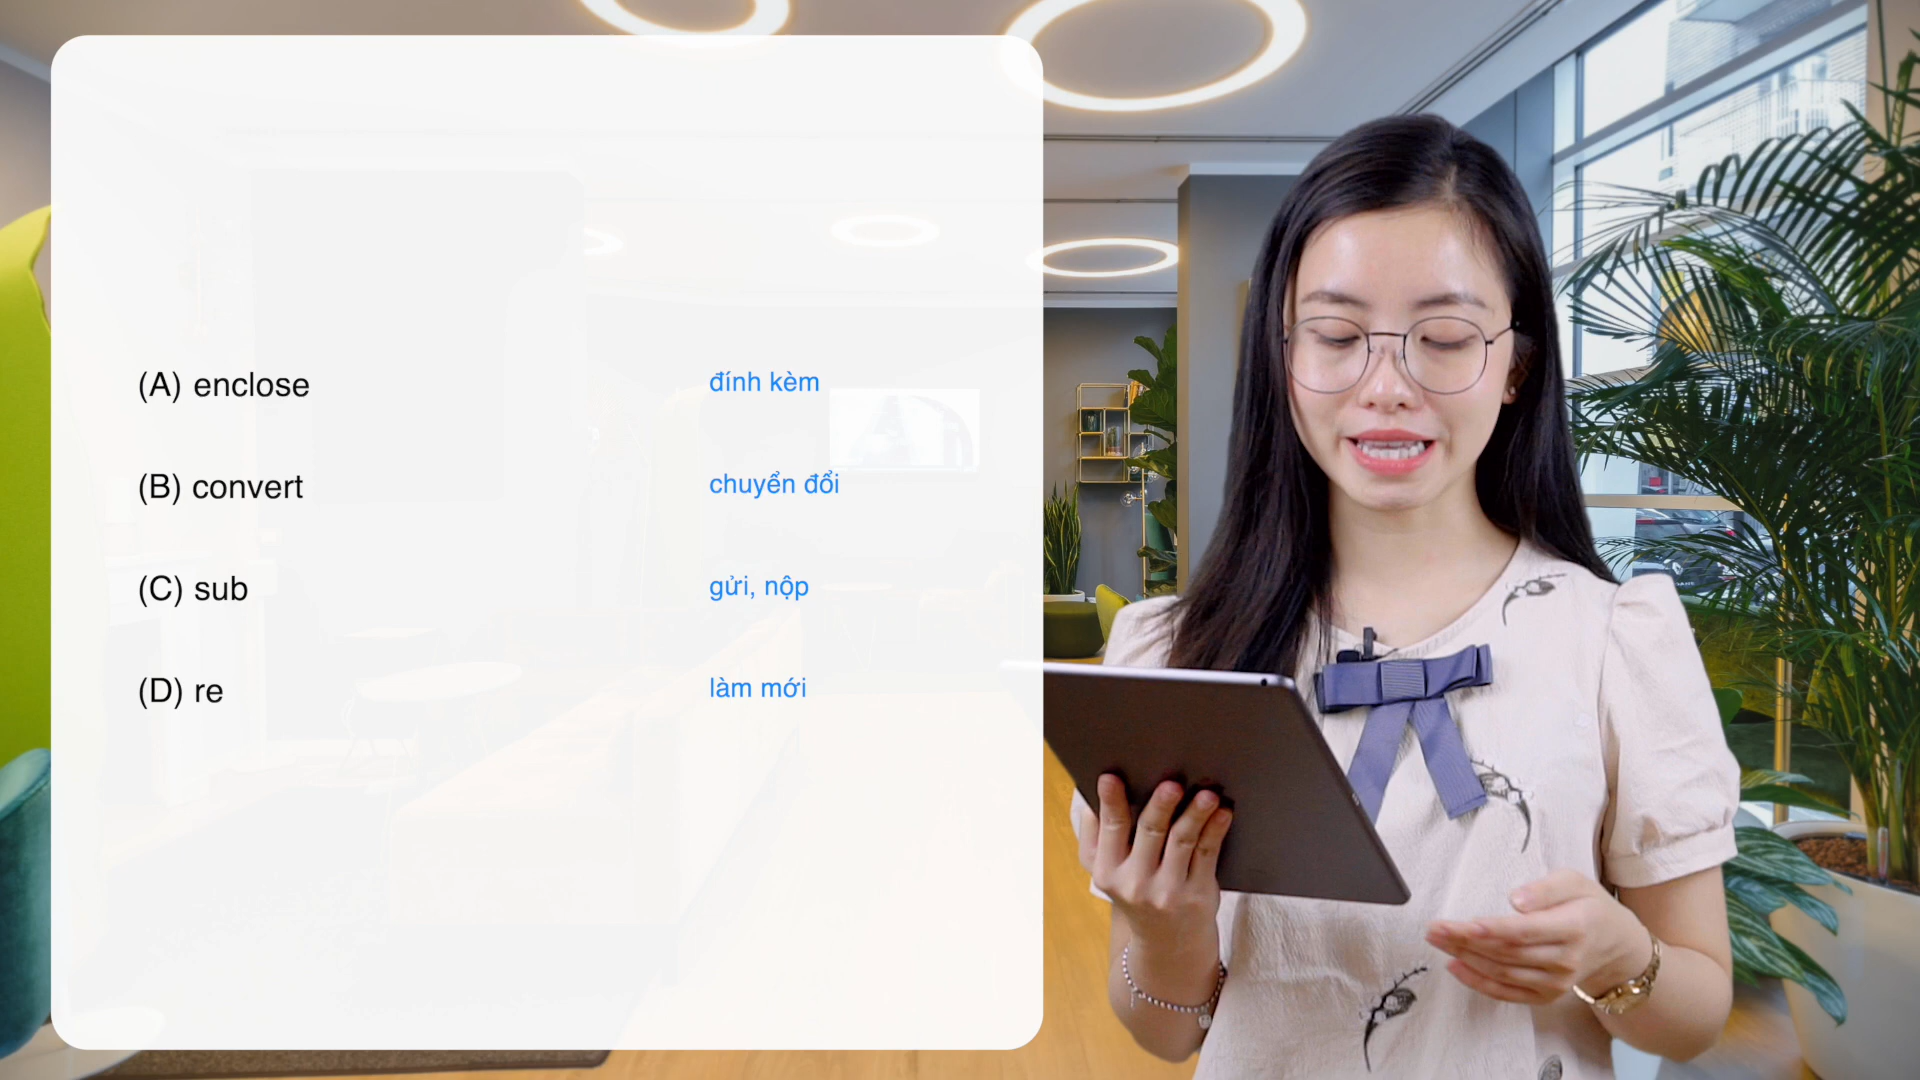 (A) enclose đính kèm
(B) convert chuyển đổi
(C) sub gửi, nộp
(D) re làm mới